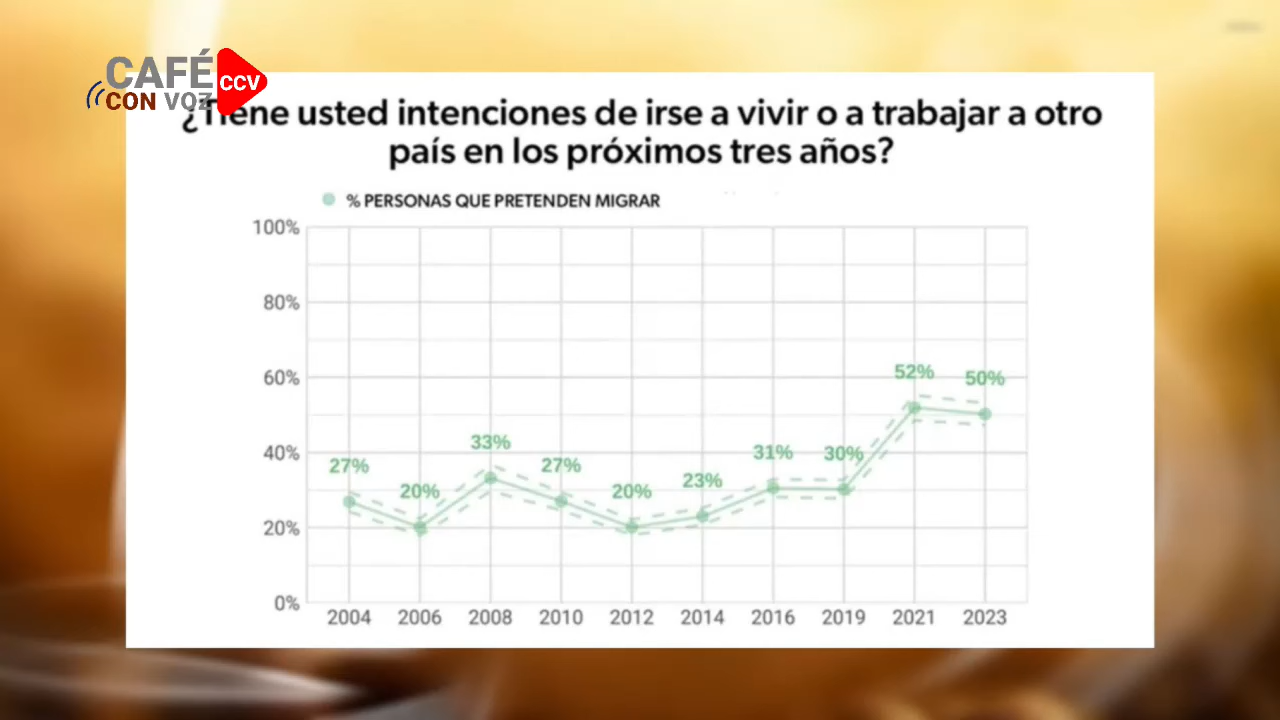 CAFÉ
CON VOZ
CCV
¿Tiene usted intenciones de irse a vivir o a trabajar a otro
país en los próximos tres años?
% PERSONAS QUE PRETENDEN MIGRAR
100%
80%
60%
40%
20%
0%
27%
20%
33%
27%
20%
23%
31%
30%
52%
50%
2004 2006 2008 2010 2012 2014 2016 2019 2021 2023